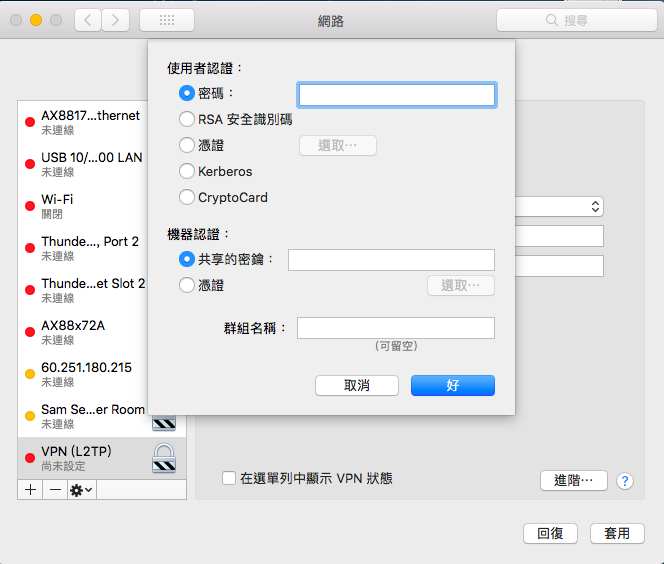 網路
搜尋
使用者認證：
密碼：
RSA 安全識別碼
憑證
選取⋯
Kerberos
CryptoCard
機器認證：
共享的密鑰：
憑證
選取⋯
群組名稱：
(可留空)
取消
好
AX8817...thernet
未連線
USB 10/...00 LAN
未連線
Wi-Fi
關閉
Thunde..., Port 2
未連線
Thunde...et Slot 2
未連線
AX88x72A
未連線
60.251.180.215
未連線
Sam Se...er Room
未連線
VPN (L2TP)
尚未設定
在選單列中顯示 VPN 狀態
進階⋯
?
回復
套用